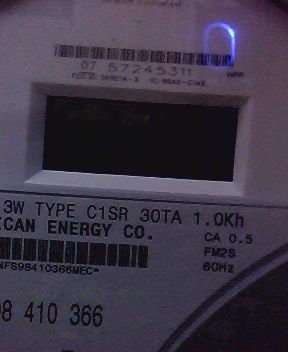 07 57245311
3W TYPE C1SR 30TA 1.0Kh
ICAN ENERGY CO.
CA 0.5
FM2S
60Hz
NFS98410366MEC*
98 410 366